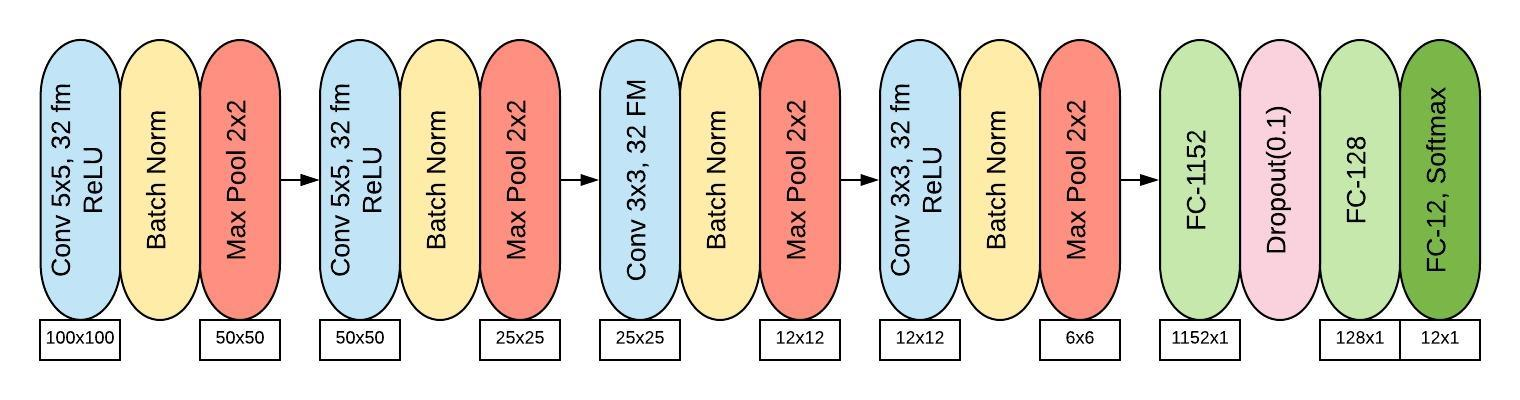 Conv 5x5, 32 fm
ReLU
Batch Norm
Max Pool 2x2
Conv 5x5, 32 fm
ReLU
Batch Norm
Max Pool 2x2
Conv 3x3, 32 FM
Batch Norm
Max Pool 2x2
Conv 3x3, 32 fm
ReLU
Batch Norm
Max Pool 2x2
FC-1152
Dropout(0.1)
FC-128
FC-12, Softmax
100x100
50x50
50x50
25x25
25x25
12x12
12x12
6x6
1152x1
128x1
12x1